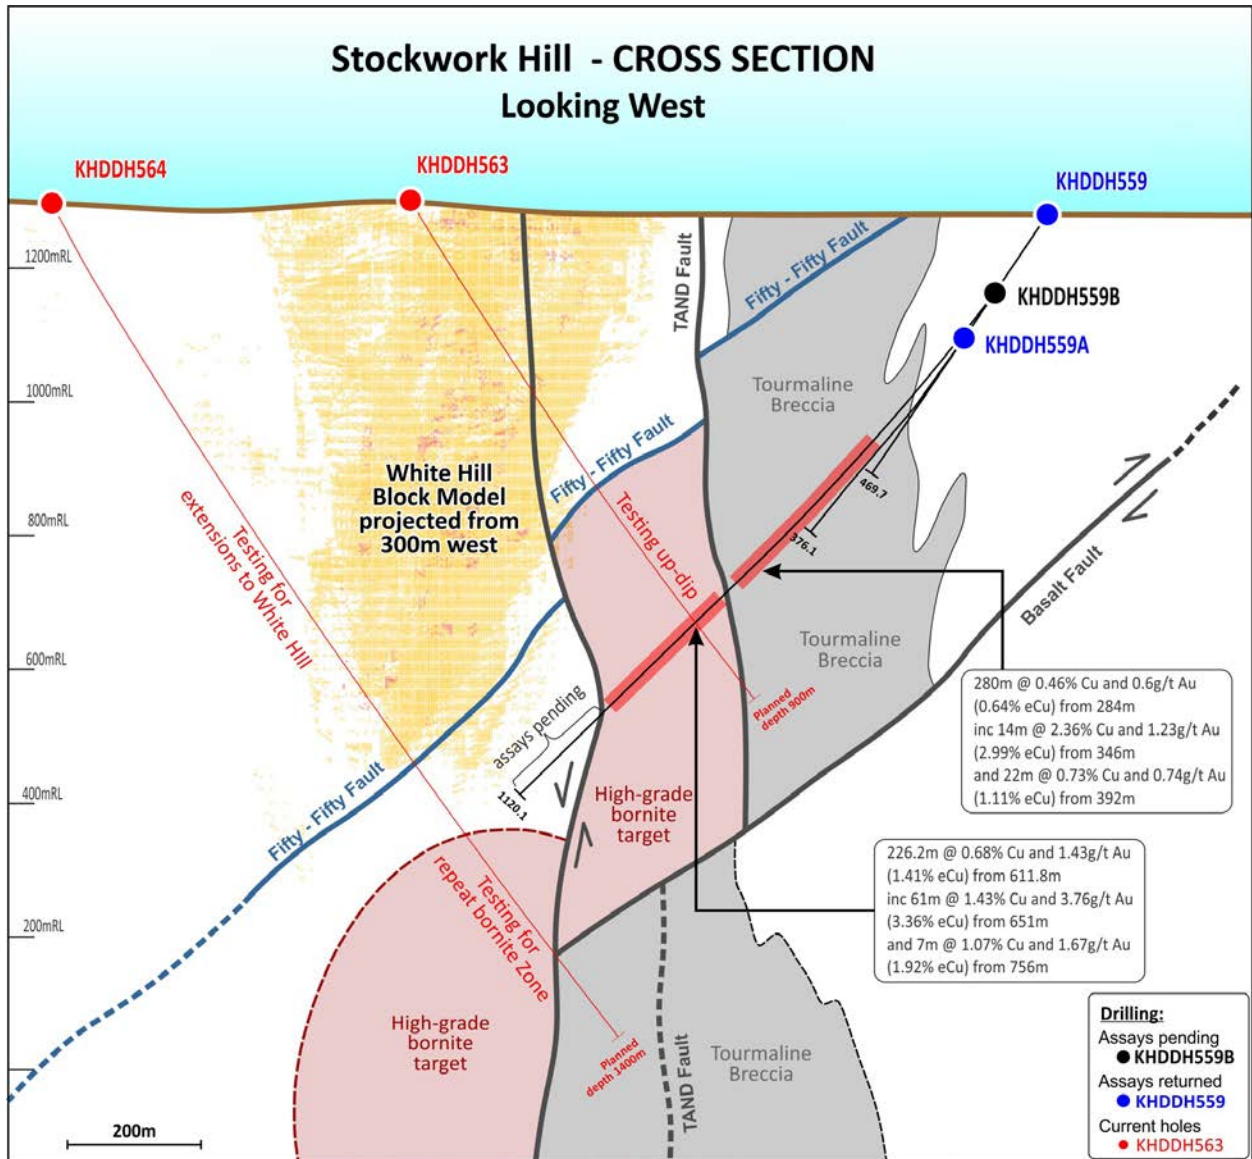 Stockwork Hill - CROSS SECTION
Looking West
KHDDH564
KHDDH563
KHDDH559
KHDDH559B
KHDDH559A
1200mRL
1000mRL
800mRL
600mRL
400mRL
200mRL
TAND Fault
Fifty - Fifty Fault
Tourmaline
Breccia
Fifty - Fifty Fault
White Hill
Block Model
projected from
300m west
Testing for
extensions to White HIll
Testing up-dip
469.7
376.1
Basalt Fault
Tourmaline
Breccia
Planned
depth 900m
assays pending
1120.1
High-grade
bornite
target
Fifty - Fifty Fault
Testing for
repeat bornite Zone
280m @ 0.46% Cu and 0.6g/t Au
(0.64% eCu) from 284m
inc 14m @ 2.36% Cu and 1.23g/t Au
(2.99% eCu) from 346m
and 22m @ 0.73% Cu and 0.74g/t Au
(1.11% eCu) from 392m
226.2m @ 0.68% Cu and 1.43g/t Au
(1.41% eCu) from 611.8m
inc 61m @ 1.43% Cu and 3.76g/t Au
(3.36% eCu) from 651m
and 7m @ 1.07% Cu and 1.67g/t Au
(1.92% eCu) from 756m
High-grade
bornite
target
Planned
depth 1400m
TAND Fault
Tourmaline
Breccia
200m
Drilling:
Assays pending
KHDDH559B
Assays returned
KHDDH559
Current holes
KHDDH563